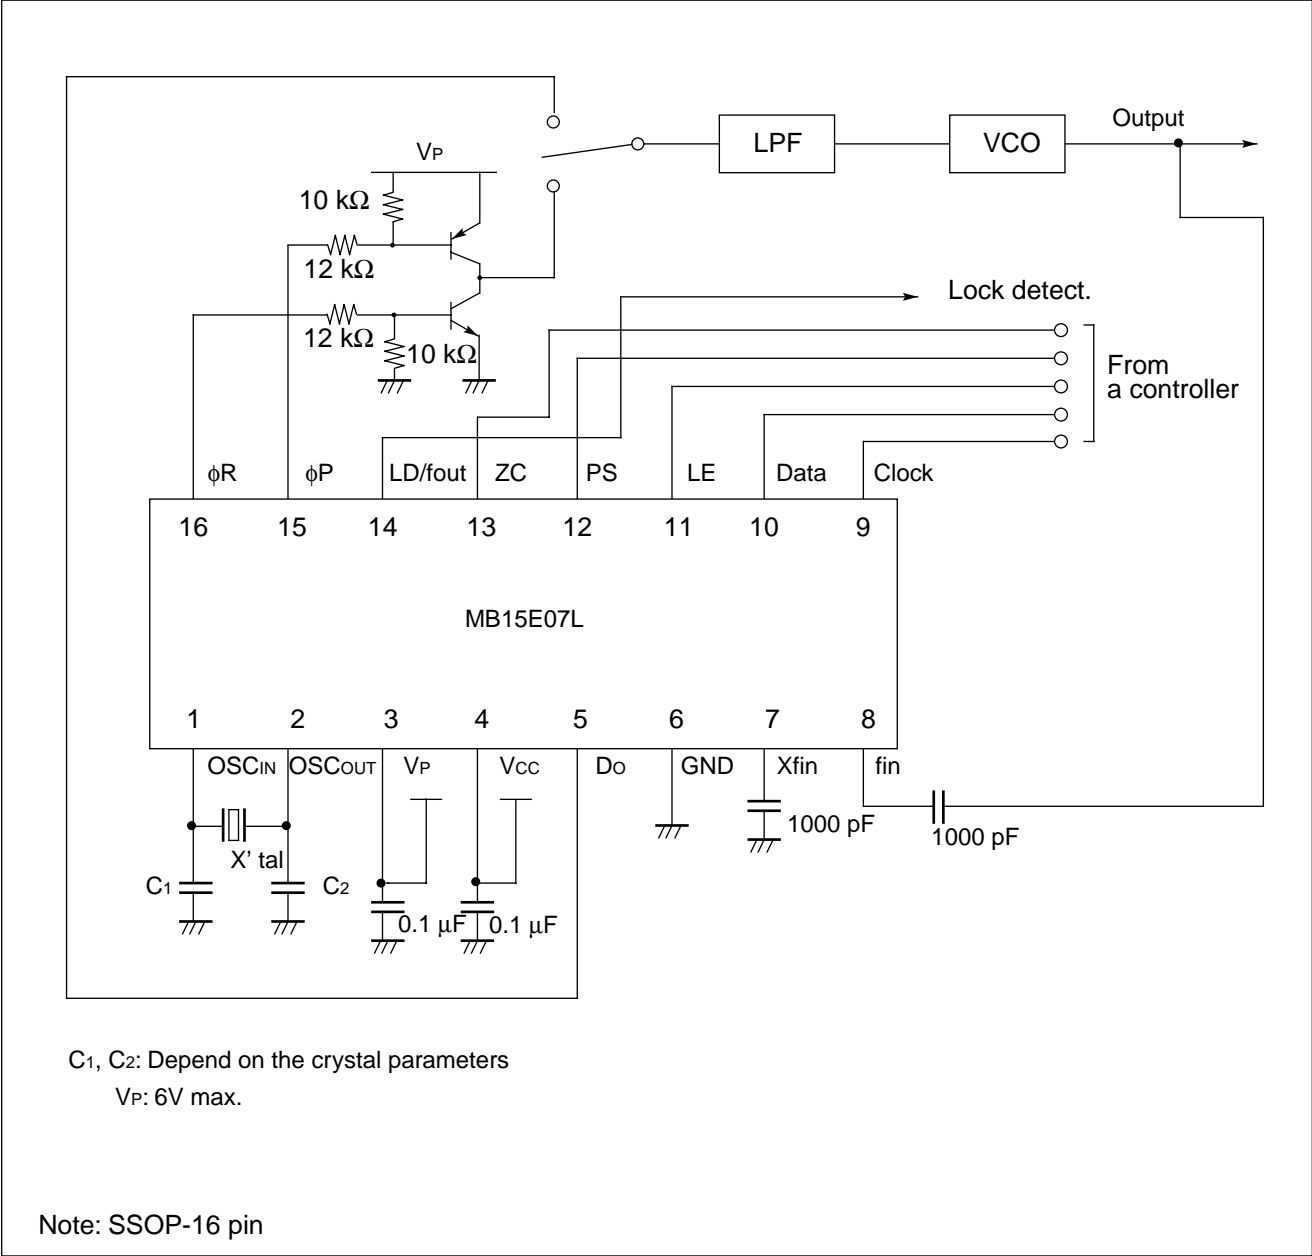 Output
LPF
VCO
VP
10 kΩ
12 kΩ
12 kΩ
10 kΩ
Lock detect.
From
a controller
ϕR
ϕP
LD/fout
ZC
PS
LE
Data
Clock
16
15
14
13
12
11
10
9
MB15E07L
1
2
3
4
5
6
7
8
OSCIN
OSCOUT
VP
VCC
DO
GND
Xfin
fin
X' tal
C1
C2
0.1 µF
0.1 µF
1000 pF
1000 pF
C1, C2: Depend on the crystal parameters
VP: 6V max.
Note: SSOP-16 pin